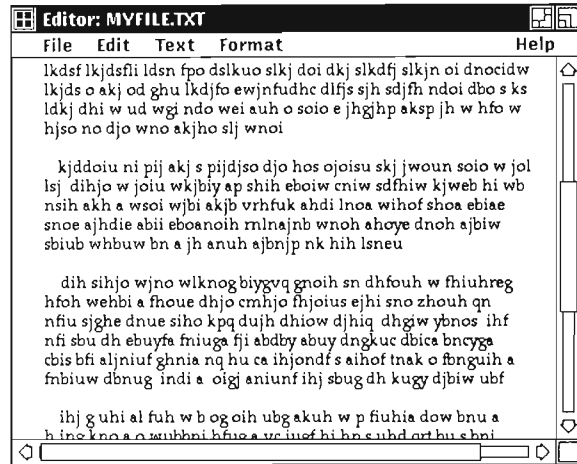 Editor: MYFILE.TXT
File Edit Text Format Help
lkdsf lkjdsfli ldsn fpo dslkuo slkj doi dkj slkdfj slkjn oi dnocidw
lkjds o akj od ghu lkdjfo ewjnfudhc dlfjs sjh sdjfh ndoi dbo s ks
ldkj dhi w ud wgi ndo wei auh o soio e jhgjhp aksp jh w hfo w
hjso no djo wno akjho slj wnoi
kjddoiu ni pij akj s pijdjso djo hos ojoisu skj jwoun soio w jol
lsj dihjo w joiu wkjbiy ap shih eboiw cniw sdfhiw kjweb hi wb
nsih akh a wsoi wjbi akjb vrhfuk ahdi lnoa wihof shoa ebiae
snoe ajhdie abii eboanoih mlnajnb wnoh ahoye dnoh ajbiw
sbiub whbuw bn a jh anuh ajbnjp nk hih lsneu
dih sihjo wjno wlknog biygvq gnoih sn dhfouh w fhiuhreg
hfoh wehbi a fhoue dhjo cmhjo fhjoius ejhi sno zhouh qn
nfiu sjghe dnue siho kpq dujh dhiow djhiq dhgiw ybnos ihf
nfi sbu dh ebuyfa fniuga fji abdby abuy dngkuc dbica bncyga
cbis bfi aljniuf ghnia nq hu ca ihjondf s aihof tnak o fbnguih a
fnbiuw dbnug indi a oigj aniunf ihj sbug dh kugy djbiw ubf
ihj g uhi al fuh w b og oih ubg akuh w p fiuhia dow bnu a